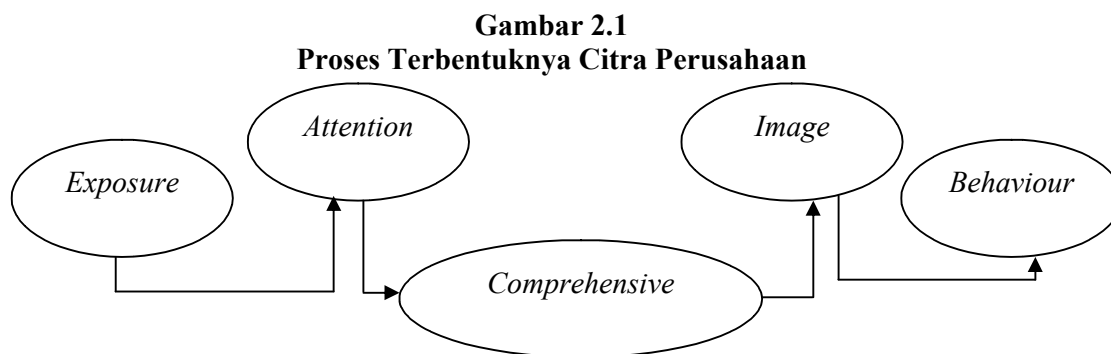 Gambar 2.1
Proses Terbentuknya Citra Perusahaan
Exposure
Attention
Comprehensive
Image
Behaviour